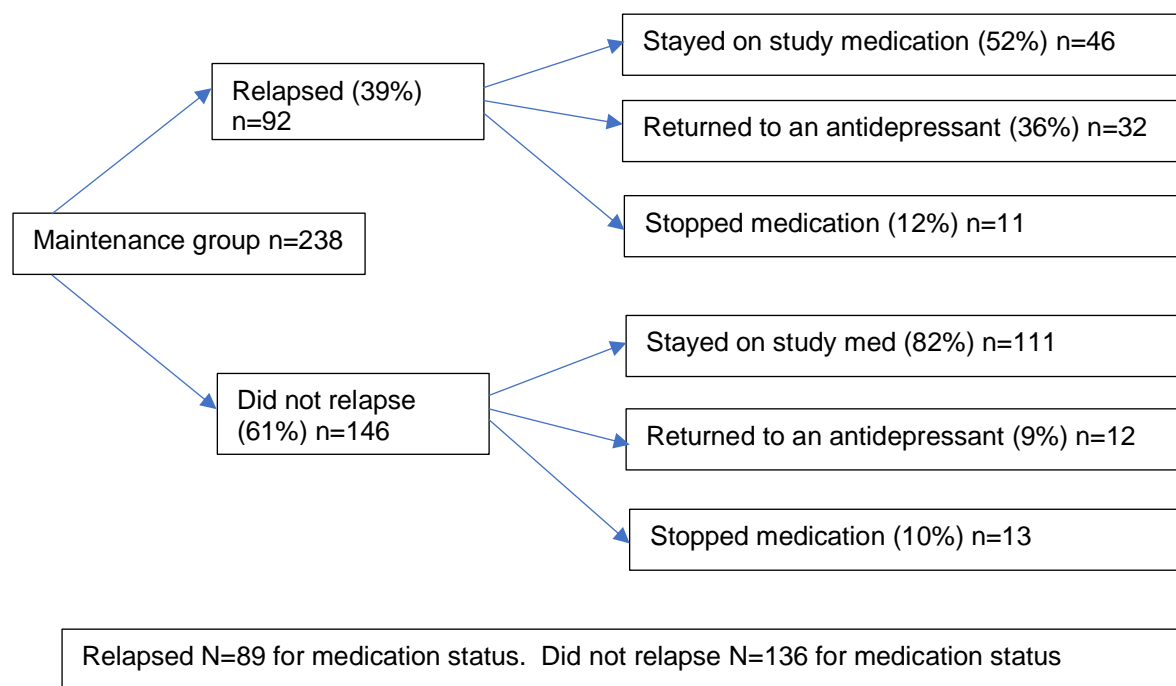 Maintenance group n=238
Relapsed (39%)
n=92
Stayed on study medication (52%) n=46
Returned to an antidepressant (36%) n=32
Stopped medication (12%) n=11
Did not relapse
(61%) n=146
Stayed on study med (82%) n=111
Returned to an antidepressant (9%) n=12
Stopped medication (10%) n=13
Relapsed N=89 for medication status.  Did not relapse N=136 for medication status